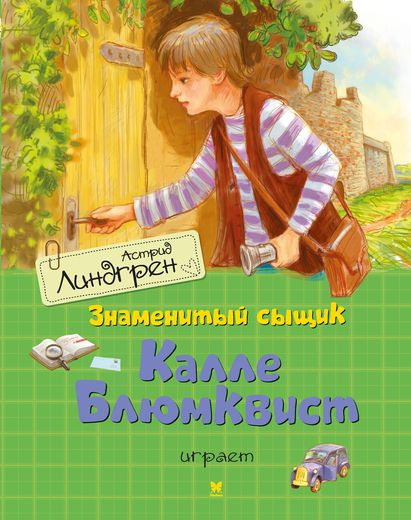 Астрид
Линдгрен
Знаменитый сыщик
Калле
Блюмквист
играет